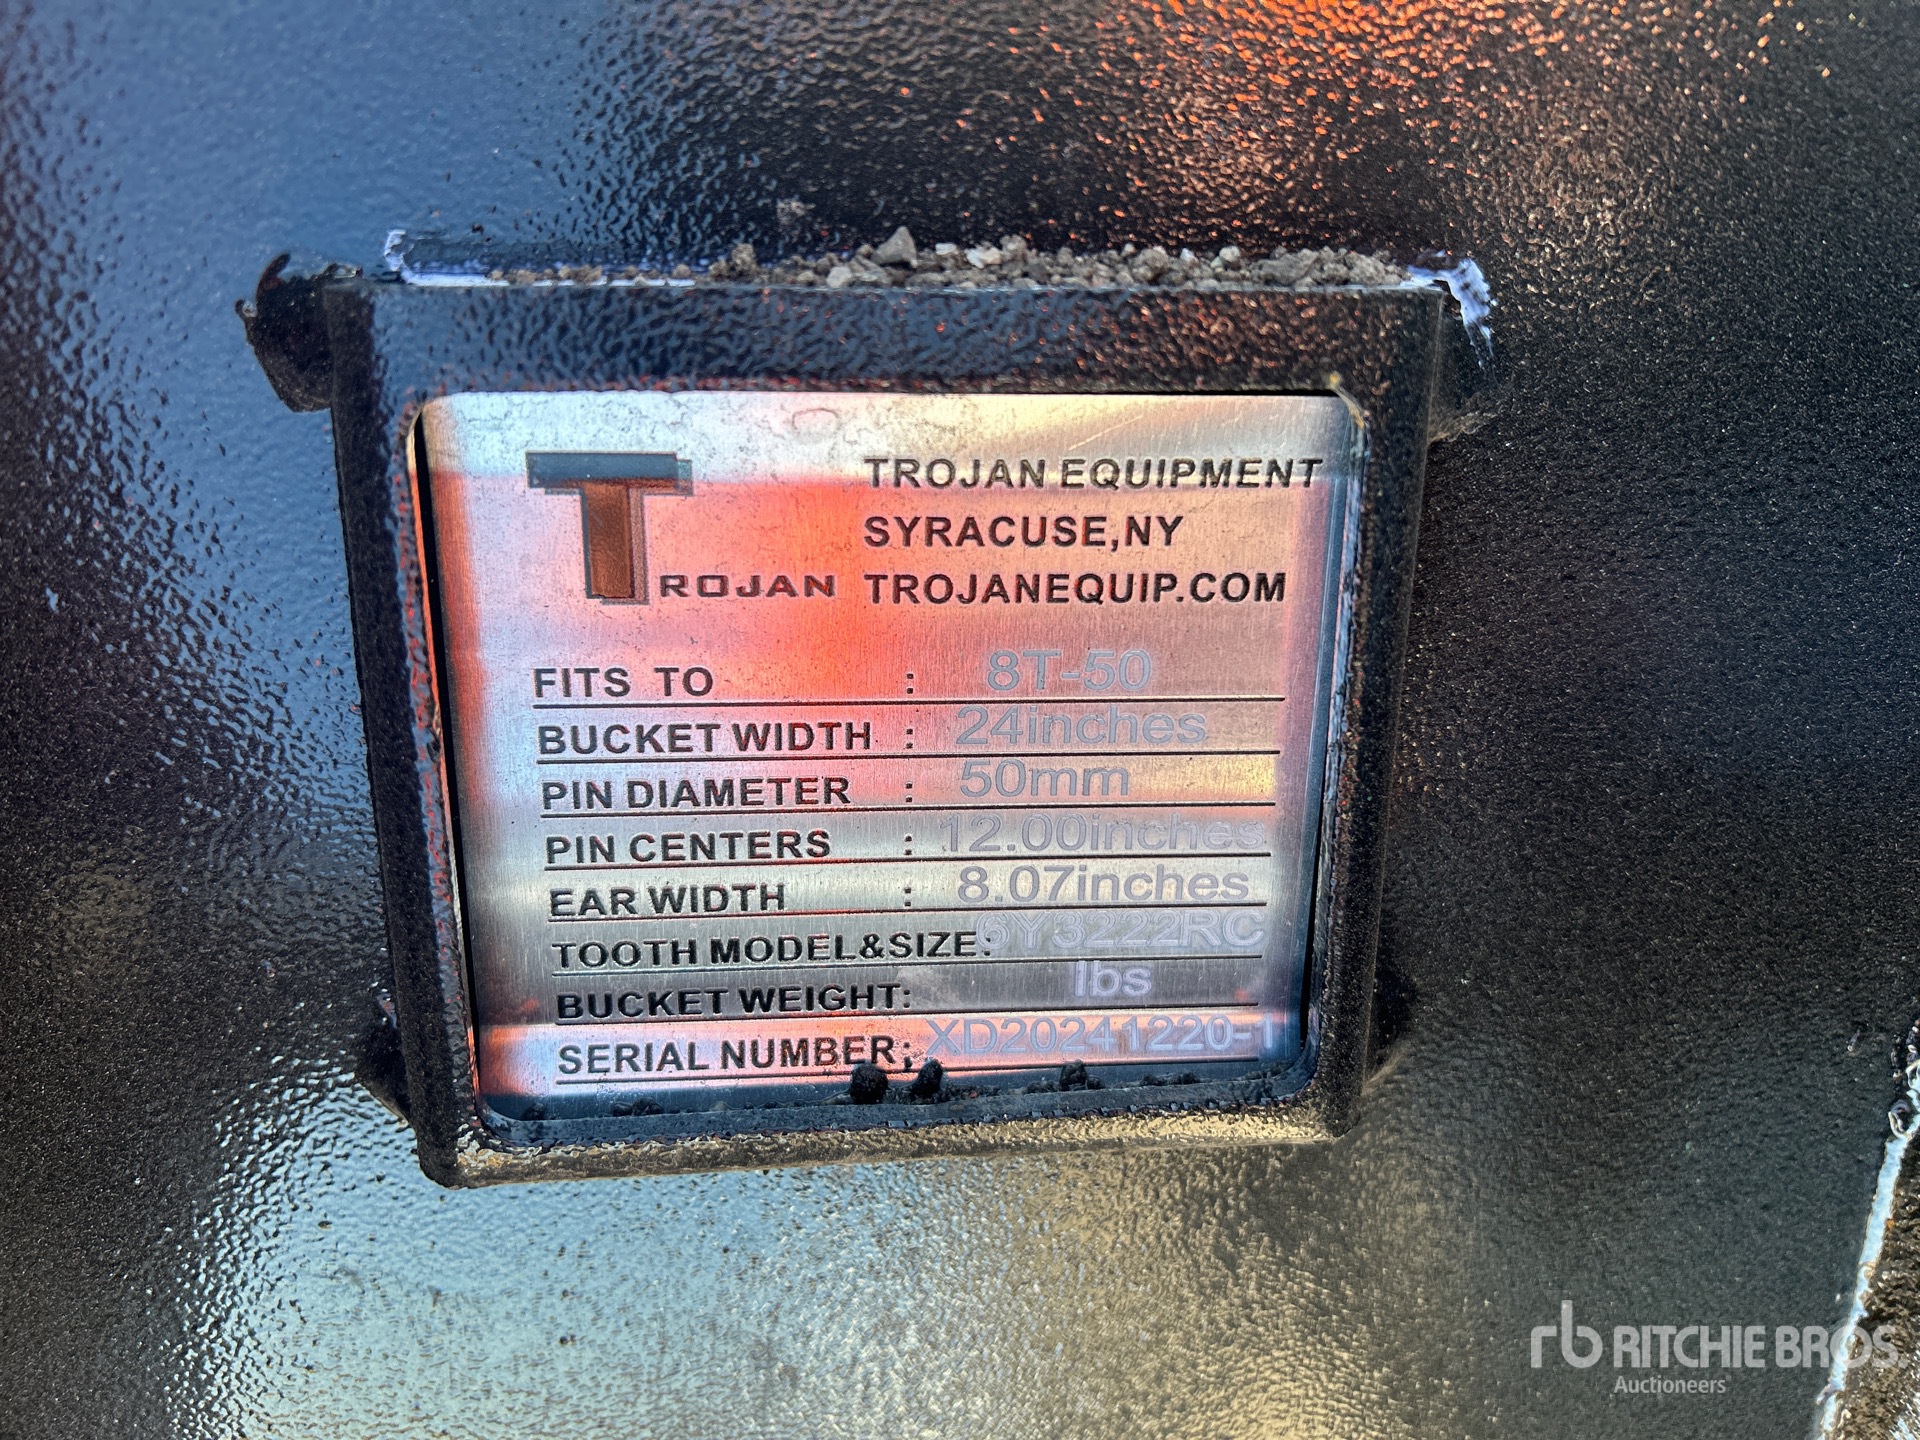 TROJAN
TROJAN EQUIPMENT
SYRACUSE,NY
TROJANEQUIP.COM
FITS TO : 8T-50
BUCKET WIDTH : 24inches
PIN DIAMETER : 50mm
PIN CENTERS : 12.00inches
EAR WIDTH : 8.07inches
TOOTH MODEL&SIZE: 6Y3222RC
BUCKET WEIGHT: lbs
SERIAL NUMBER: XD20241220-1
rb RITCHIE BROS.
Auctioneers